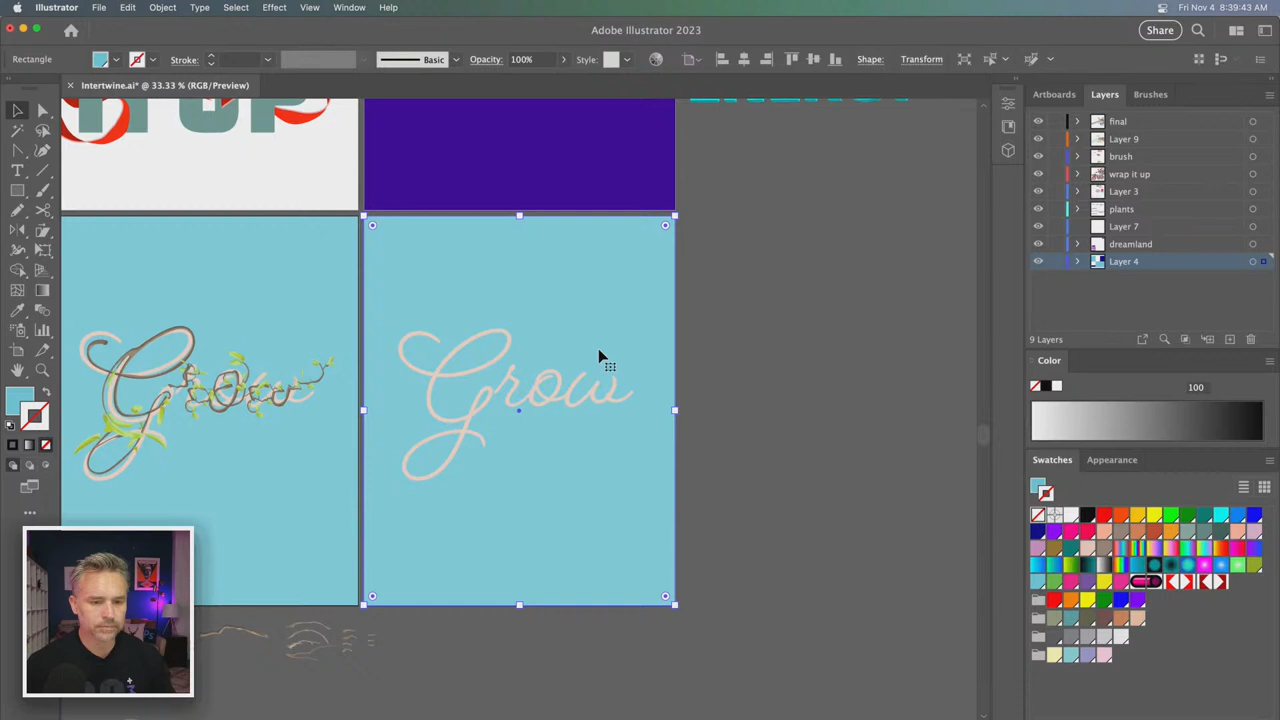 Illustrator File Edit Object Type Select Effect View Window Help Fri Nov 4 8:39:43 AM
Adobe Illustrator 2023 Share
Rectangle Stroke: Basic Opacity: 100% Style: Shape: Transform
Intertwine.ai* @ 33.33 % (RGB/Preview)
Artboards Layers Brushes
final
Layer 9
brush
wrap it up
Layer 3
plants
Layer 7
dreamland
Layer 4
9 Layers
Color
100
Swatches Appearance
IT UP
Grow
Grow